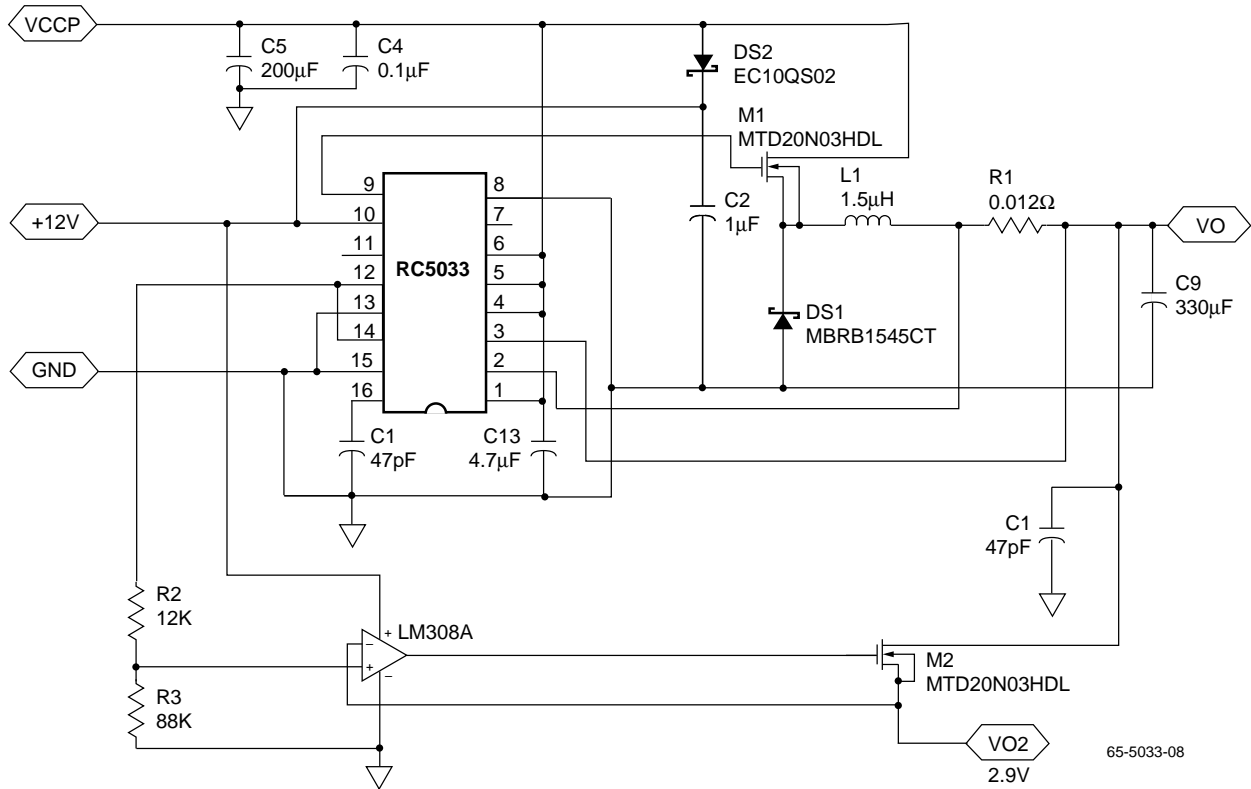 VCCP
C5
200µF
C4
0.1µF
DS2
EC10QS02
M1
MTD20N03HDL
L1
1.5µH
R1
0.012Ω
C2
1µF
+12V
VO
RC5033
9
10
11
12
13
14
15
16
8
7
6
5
4
3
2
1
DS1
MBRB1545CT
C9
330µF
GND
C1
47pF
C13
4.7µF
C1
47pF
R2
12K
+ LM308A
–
+
–
R3
88K
M2
MTD20N03HDL
VO2
2.9V
65-5033-08